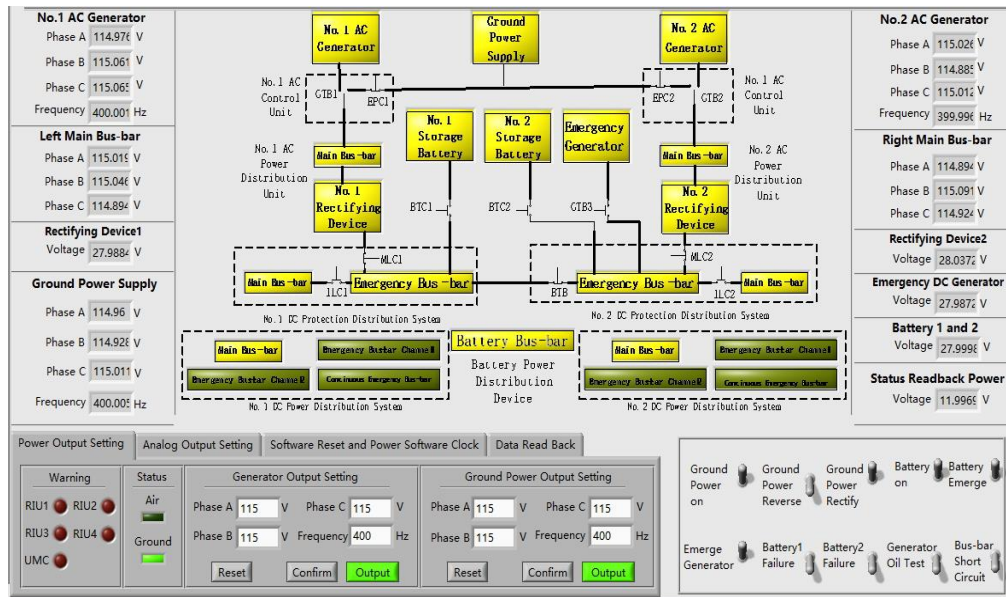 No.1 AC Generator
Phase A 114.976 V
Phase B 115.061 V
Phase C 115.065 V
Frequency 400.001 Hz
Left Main Bus-bar
Phase A 115.019 V
Phase B 115.046 V
Phase C 114.894 V
Rectifying Device1
Voltage 27.9884 V
Ground Power Supply
Phase A 114.96 V
Phase B 114.928 V
Phase C 115.011 V
Frequency 400.005 Hz
No. 1 AC
Generator
Ground
Power
Supply
No. 2 AC
Generator
No. 1 AC
Control
Unit
GTB1
EPC1
EPC2
GTB2
No. 1 AC
Control
Unit
No. 1
Storage
Battery
No. 2
Storage
Battery
Emergency
Generator
No. 1 AC
Power
Distribution
Unit
Main Bus-bar
Main Bus-bar
No. 2 AC
Power
Distribution
Unit
No. 1
Rectifying
Device
BTC1
BTC2
GTB3
No. 2
Rectifying
Device
MLC1
MLC2
Main Bus-bar
1LC1
Emergency Bus-bar
BTB
Emergency Bus-bar
1LC2
Main Bus-bar
No. 1 DC Protection Distribution System
No. 2 DC Protection Distribution System
Main Bus-bar
Emergency Busbar Channel1
Emergency Busbar Channel2
Continuous Emergency Bus-bar
No. 1 DC Power Distribution System
Battery Bus-bar
Battery Power
Distribution
Device
Main Bus-bar
Emergency Busbar Channel1
Emergency Busbar Channel2
Continuous Emergency Bus-bar
No. 2 DC Power Distribution System
No.2 AC Generator
Phase A 115.026 V
Phase B 114.885 V
Phase C 115.012 V
Frequency 399.996 Hz
Right Main Bus-bar
Phase A 114.894 V
Phase B 115.091 V
Phase C 114.924 V
Rectifying Device2
Voltage 28.0372 V
Emergency DC Generator
Voltage 27.9872 V
Battery 1 and 2
Voltage 27.9998 V
Status Readback Power
Voltage 11.9969 V
Power Output Setting
Analog Output Setting
Software Reset and Power Software Clock
Data Read Back
Warning
RIU1 RIU2
RIU3 RIU4
UMC
Status
Air
Ground
Generator Output Setting
Phase A 115 V Phase C 115 V
Phase B 115 V Frequency 400 Hz
Reset Confirm Output
Ground Power Output Setting
Phase A 115 V Phase C 115 V
Phase B 115 V Frequency 400 Hz
Reset Confirm Output
Ground
Power
on
Ground
Power
Reverse
Ground
Power
Rectify
Battery
on
Battery
Emerge
Emerge
Generator
Battery1
Failure
Battery2
Failure
Generator
Oil Test
Bus-bar
Short
Circuit